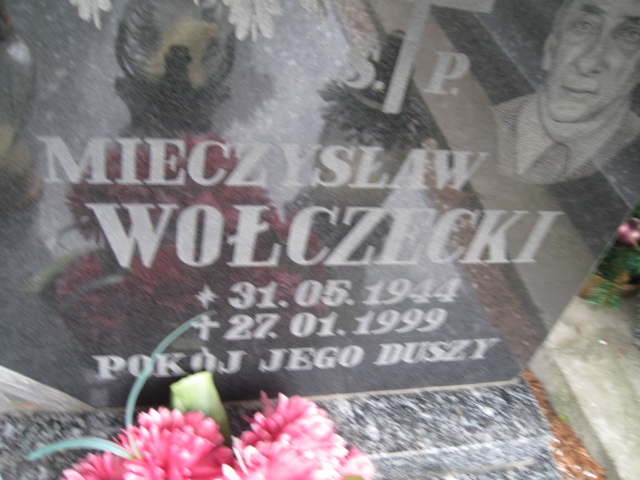 Ś. P.
MIECZYSŁAW
WOŁCZECKI
* 31.05.1944
† 27.01.1999
POKÓJ JEGO DUSZY